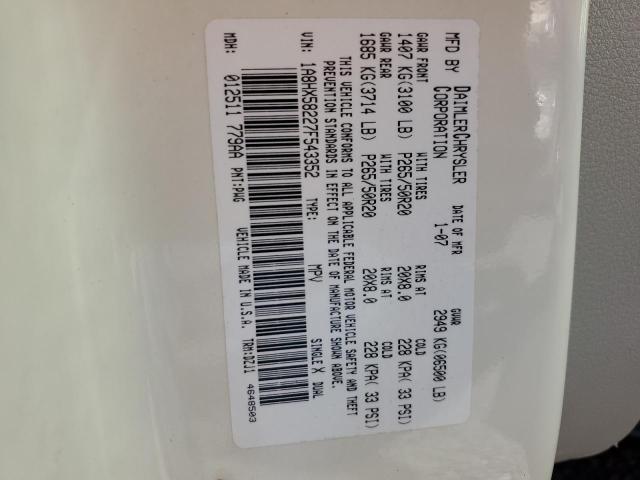 MFD BY DAIMLERCHRYSLER CORPORATION DATE OF MFR 1-07 GVWR 2949 KG(06500 LB)
GAWR FRONT WITH TIRES RIMS AT COLD
1407 KG(3100 LB) P265/50R20 20X8.0 228 KPA( 33 PSI)
GAWR REAR WITH TIRES RIMS AT COLD
1685 KG(3714 LB) P265/50R20 20X8.0 228 KPA( 33 PSI)
THIS VEHICLE CONFORMS TO ALL APPLICABLE FEDERAL MOTOR VEHICLE SAFETY AND THEFT
PREVENTION STANDARDS IN EFFECT ON THE DATE OF MANUFACTURE SHOWN ABOVE.
VIN: 1A8HX58227F543352 TYPE: MPV SINGLE X DUAL
MDH: 012511 779AA PNT:PWG VEHICLE MADE IN U.S.A. TRM:DZJ1
4648503